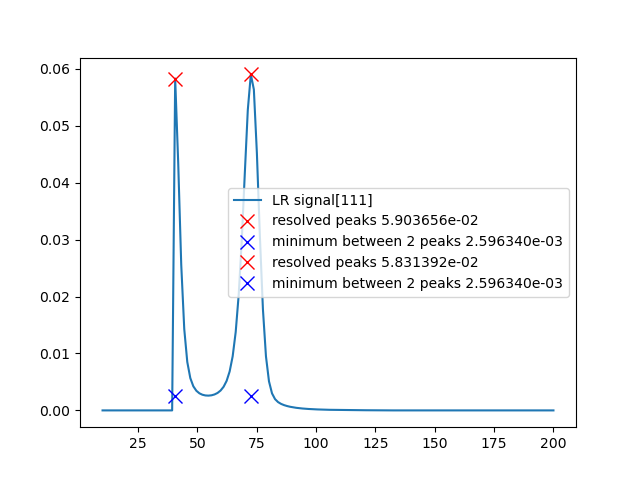 0.06
0.05
0.04
0.03
0.02
0.01
0.00
LR signal[111]
resolved peaks 5.903656e-02
minimum between 2 peaks 2.596340e-03
resolved peaks 5.831392e-02
minimum between 2 peaks 2.596340e-03
25 50 75 100 125 150 175 200